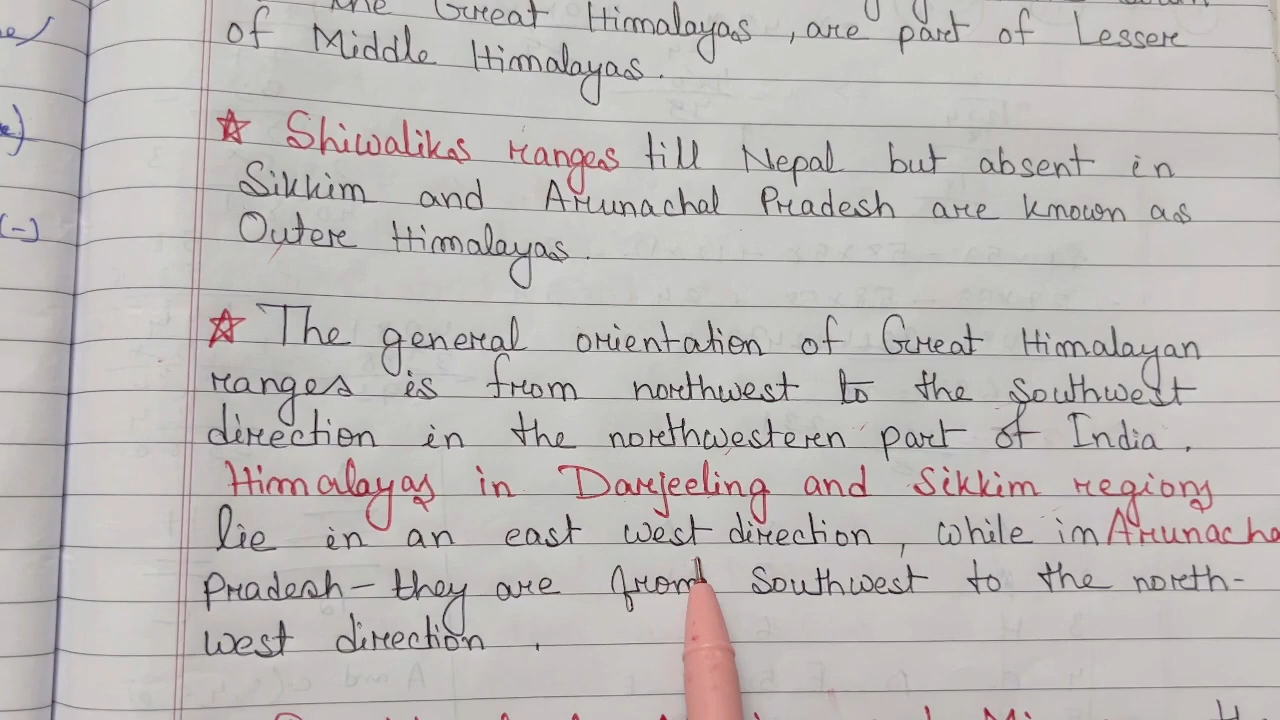 the Great Himalayas, are part of Lessere
of Middle Himalayas.
☆ Shiwaliks ranges till Nepal but absent in
Sikkim and Arunachal Pradesh are known as
Outere Himalayas.
☆ The general orientation of Great Himalayan
ranges is from northwest to the southwest
direction in the northwestern part of India.
Himalayas in Darjeeling and Sikkim regions
lie in an east west direction, while in Arunacha
Pradesh - they are from southwest to the north-
west direction.